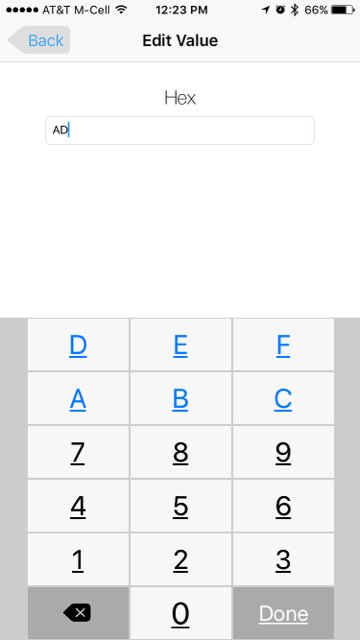 AT&T M-Cell 12:23 PM 66%
Back Edit Value
Hex
AD
D E F
A B C
7 8 9
4 5 6
1 2 3
0 Done